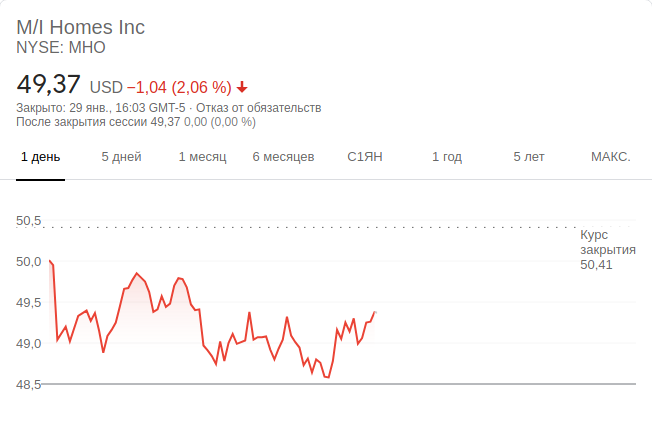 M/I Homes Inc
NYSE: MHO
49,37 USD −1,04 (2,06 %)
Закрыто: 29 янв., 16:03 GMT-5 · Отказ от обязательств
После закрытия сессии 49,37 0,00 (0,00 %)
1 день 5 дней 1 месяц 6 месяцев С1ЯН 1 год 5 лет МАКС.
50,5
Курс
закрытия
50,41
50,0
49,5
49,0
48,5